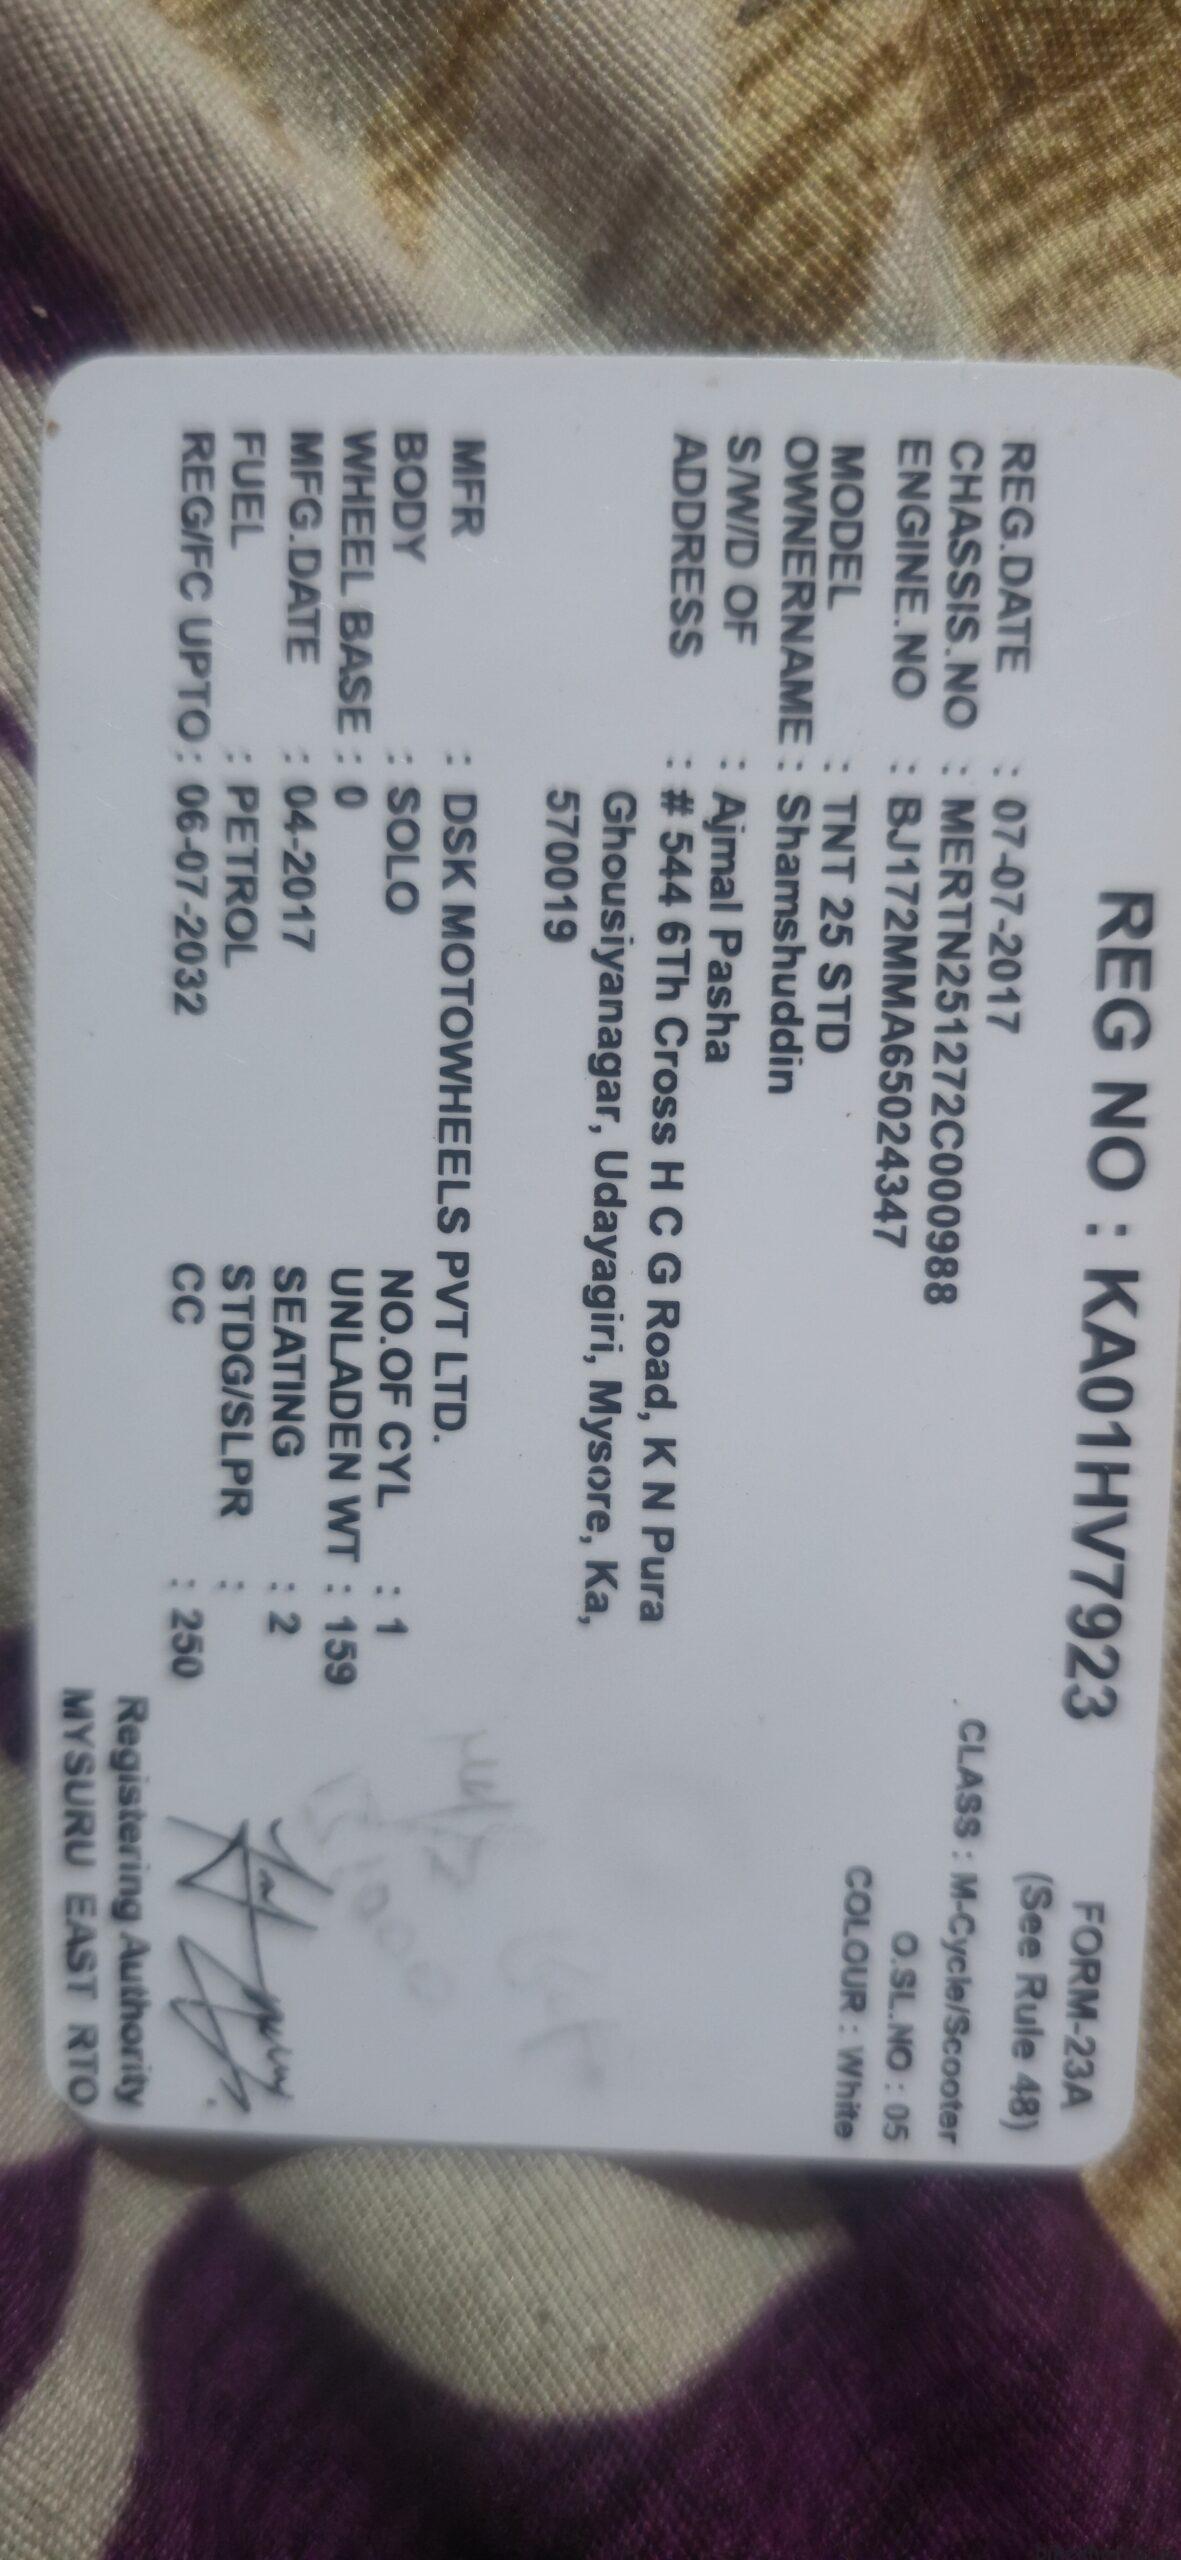 REG NO : KA01HV7923
FORM-23A
(See Rule 48)
REG.DATE : 07-07-2017
CLASS : M-Cycle/Scooter
CHASSIS.NO : MERTN251272C000988
O.SL.NO : 05
ENGINE.NO : BJ172MMA65024347
COLOUR : White
MODEL : TNT 25 STD
OWNERNAME : Shamshuddin
S/W/D OF : Ajmal Pasha
ADDRESS : # 544 6Th Cross H C G Road, K N Pura
Ghousiyanagar, Udayagiri, Mysore, Ka,
570019
MFR : DSK MOTOWHEELS PVT LTD.
BODY : SOLO NO.OF CYL : 1
WHEEL BASE : 0 UNLADEN WT : 159
MFG.DATE : 04-2017 SEATING : 2
FUEL : PETROL STDG/SLPR :
REG/FC UPTO : 06-07-2032 CC : 250
Registering Authority
MYSURU EAST RTO